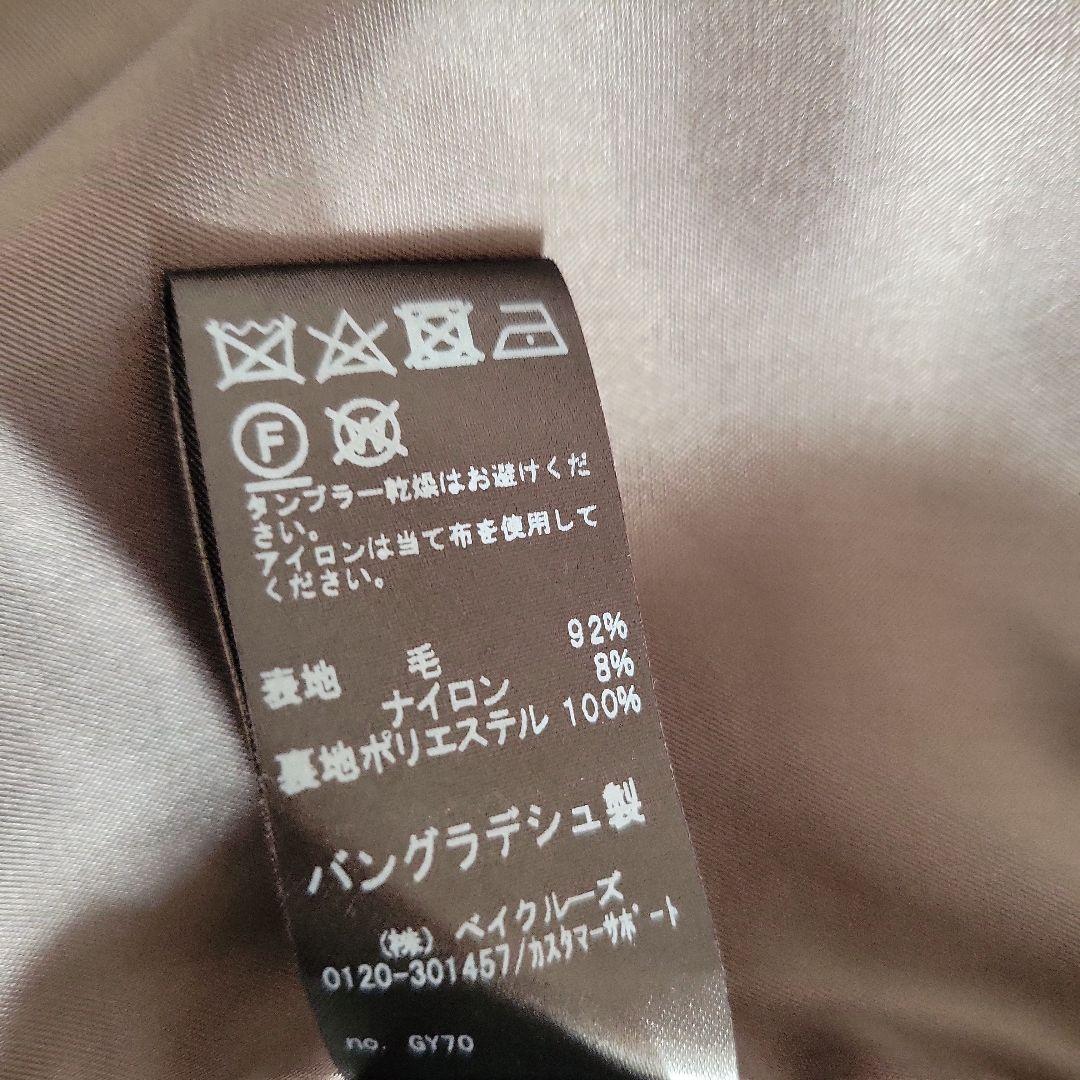 F
W
タンブラー乾燥はお避けくだ
さい。
アイロンは当て布を使用して
ください。
表地 毛 92%
ナイロン 8%
裏地ポリエステル 100%
バングラデシュ製
(株) ベイクルーズ
0120-301457/カスタマーサポート
no. GY70